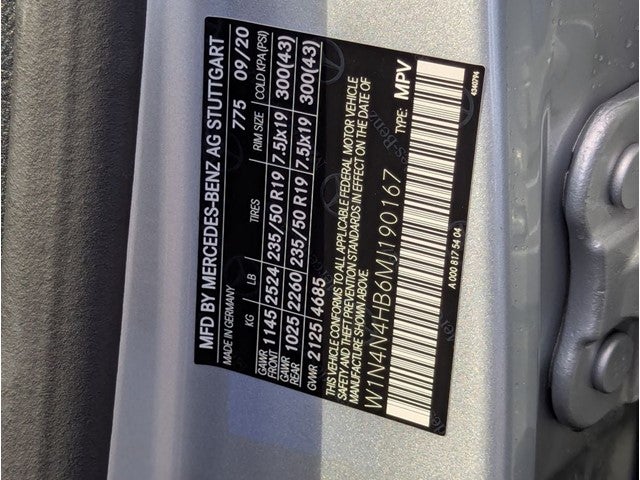 MFD BY MERCEDES-BENZ AG STUTTGART
MADE IN GERMANY 775 09/20
KG LB TIRES RIM SIZE COLD KPA(PSI)
GAWR FRONT 1145 2524 235/50 R19 7.5Jx19 300(43)
GAWR REAR 1025 2260 235/50 R19 7.5Jx19 300(43)
GVWR 2125 4685
THIS VEHICLE CONFORMS TO ALL APPLICABLE FEDERAL MOTOR VEHICLE
SAFETY AND THEFT PREVENTION STANDARDS IN EFFECT ON THE DATE OF
MANUFACTURE SHOWN ABOVE.
W1N4N4HB6MJ190167 TYPE: MPV
A 000 817 54 04